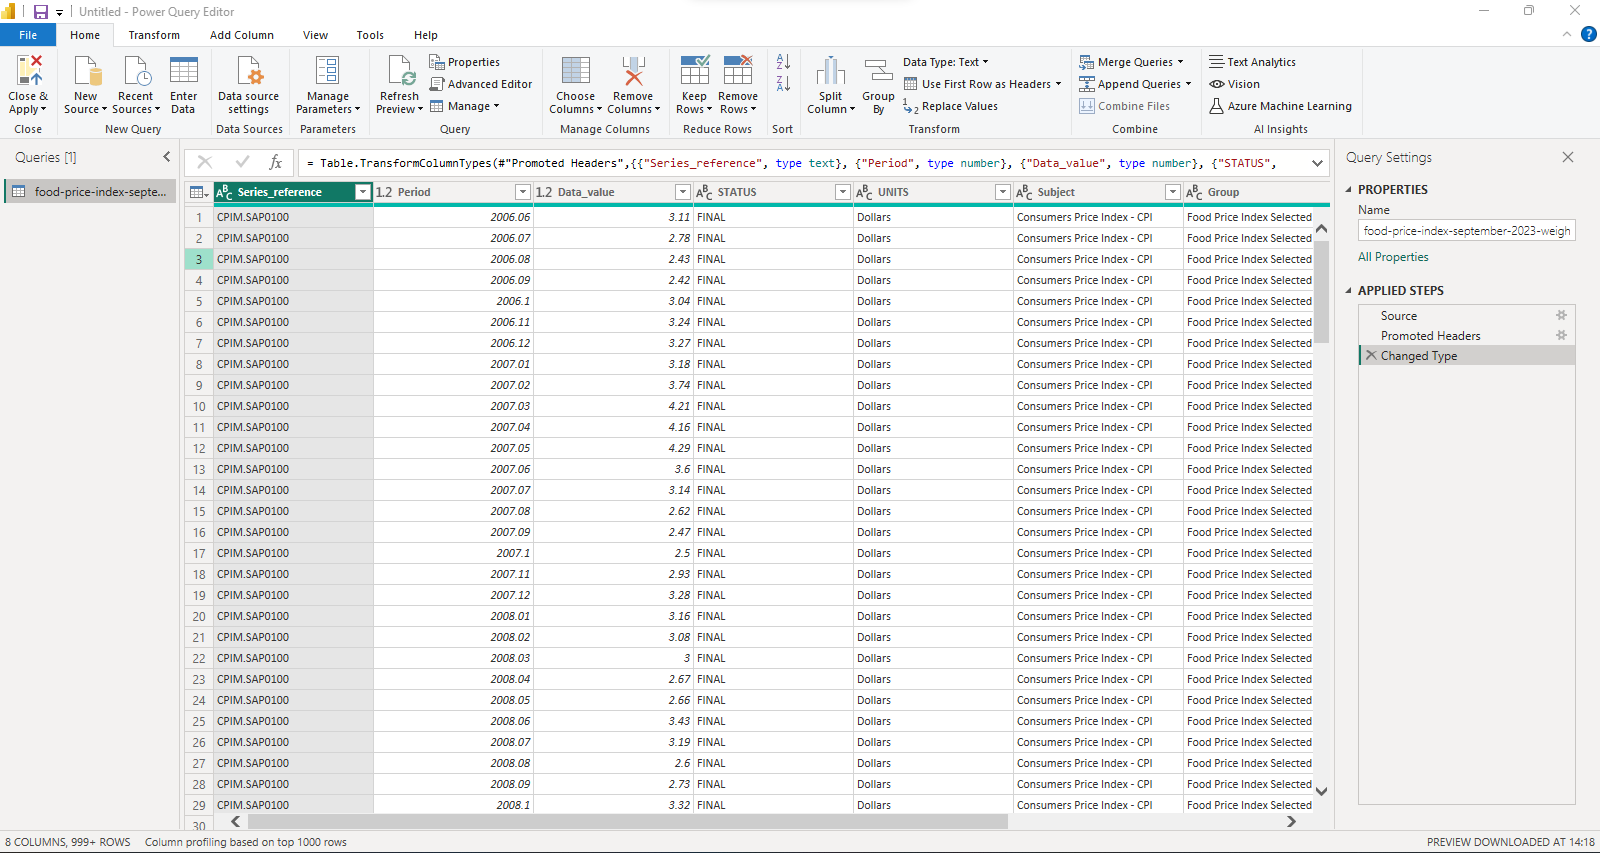 Untitled - Power Query Editor
File Home Transform Add Column View Tools Help
Close & Apply
Close
New Source
Recent Sources
Enter Data
New Query
Data source settings
Data Sources
Manage Parameters
Parameters
Refresh Preview
Properties
Advanced Editor
Manage
Query
Choose Columns
Remove Columns
Manage Columns
Keep Rows
Remove Rows
Reduce Rows
Sort
Split Column
Group By
Data Type: Text
Use First Row as Headers
Replace Values
Transform
Merge Queries
Append Queries
Combine Files
Combine
Text Analytics
Vision
Azure Machine Learning
AI Insights
Queries [1]
food-price-index-septe...
fx = Table.TransformColumnTypes(#"Promoted Headers",{{"Series_reference", type text}, {"Period", type number}, {"Data_value", type number}, {"STATUS",
ABC Series_reference 1.2 Period 1.2 Data_value ABC STATUS ABC UNITS ABC Subject ABC Group
1 CPIM.SAP0100 2006.06 3.11 FINAL Dollars Consumers Price Index - CPI Food Price Index Selected
2 CPIM.SAP0100 2006.07 2.78 FINAL Dollars Consumers Price Index - CPI Food Price Index Selected
3 CPIM.SAP0100 2006.08 2.43 FINAL Dollars Consumers Price Index - CPI Food Price Index Selected
4 CPIM.SAP0100 2006.09 2.42 FINAL Dollars Consumers Price Index - CPI Food Price Index Selected
5 CPIM.SAP0100 2006.1 3.04 FINAL Dollars Consumers Price Index - CPI Food Price Index Selected
6 CPIM.SAP0100 2006.11 3.24 FINAL Dollars Consumers Price Index - CPI Food Price Index Selected
7 CPIM.SAP0100 2006.12 3.27 FINAL Dollars Consumers Price Index - CPI Food Price Index Selected
8 CPIM.SAP0100 2007.01 3.18 FINAL Dollars Consumers Price Index - CPI Food Price Index Selected
9 CPIM.SAP0100 2007.02 3.74 FINAL Dollars Consumers Price Index - CPI Food Price Index Selected
10 CPIM.SAP0100 2007.03 4.21 FINAL Dollars Consumers Price Index - CPI Food Price Index Selected
11 CPIM.SAP0100 2007.04 4.16 FINAL Dollars Consumers Price Index - CPI Food Price Index Selected
12 CPIM.SAP0100 2007.05 4.29 FINAL Dollars Consumers Price Index - CPI Food Price Index Selected
13 CPIM.SAP0100 2007.06 3.6 FINAL Dollars Consumers Price Index - CPI Food Price Index Selected
14 CPIM.SAP0100 2007.07 3.14 FINAL Dollars Consumers Price Index - CPI Food Price Index Selected
15 CPIM.SAP0100 2007.08 2.62 FINAL Dollars Consumers Price Index - CPI Food Price Index Selected
16 CPIM.SAP0100 2007.09 2.47 FINAL Dollars Consumers Price Index - CPI Food Price Index Selected
17 CPIM.SAP0100 2007.1 2.5 FINAL Dollars Consumers Price Index - CPI Food Price Index Selected
18 CPIM.SAP0100 2007.11 2.93 FINAL Dollars Consumers Price Index - CPI Food Price Index Selected
19 CPIM.SAP0100 2007.12 3.28 FINAL Dollars Consumers Price Index - CPI Food Price Index Selected
20 CPIM.SAP0100 2008.01 3.16 FINAL Dollars Consumers Price Index - CPI Food Price Index Selected
21 CPIM.SAP0100 2008.02 3.08 FINAL Dollars Consumers Price Index - CPI Food Price Index Selected
22 CPIM.SAP0100 2008.03 3 FINAL Dollars Consumers Price Index - CPI Food Price Index Selected
23 CPIM.SAP0100 2008.04 2.67 FINAL Dollars Consumers Price Index - CPI Food Price Index Selected
24 CPIM.SAP0100 2008.05 2.66 FINAL Dollars Consumers Price Index - CPI Food Price Index Selected
25 CPIM.SAP0100 2008.06 3.43 FINAL Dollars Consumers Price Index - CPI Food Price Index Selected
26 CPIM.SAP0100 2008.07 3.19 FINAL Dollars Consumers Price Index - CPI Food Price Index Selected
27 CPIM.SAP0100 2008.08 2.6 FINAL Dollars Consumers Price Index - CPI Food Price Index Selected
28 CPIM.SAP0100 2008.09 2.73 FINAL Dollars Consumers Price Index - CPI Food Price Index Selected
29 CPIM.SAP0100 2008.1 3.32 FINAL Dollars Consumers Price Index - CPI Food Price Index Selected
30
Query Settings
PROPERTIES
Name
food-price-index-september-2023-weigh
All Properties
APPLIED STEPS
Source
Promoted Headers
Changed Type
8 COLUMNS, 999+ ROWS Column profiling based on top 1000 rows
PREVIEW DOWNLOADED AT 14:18